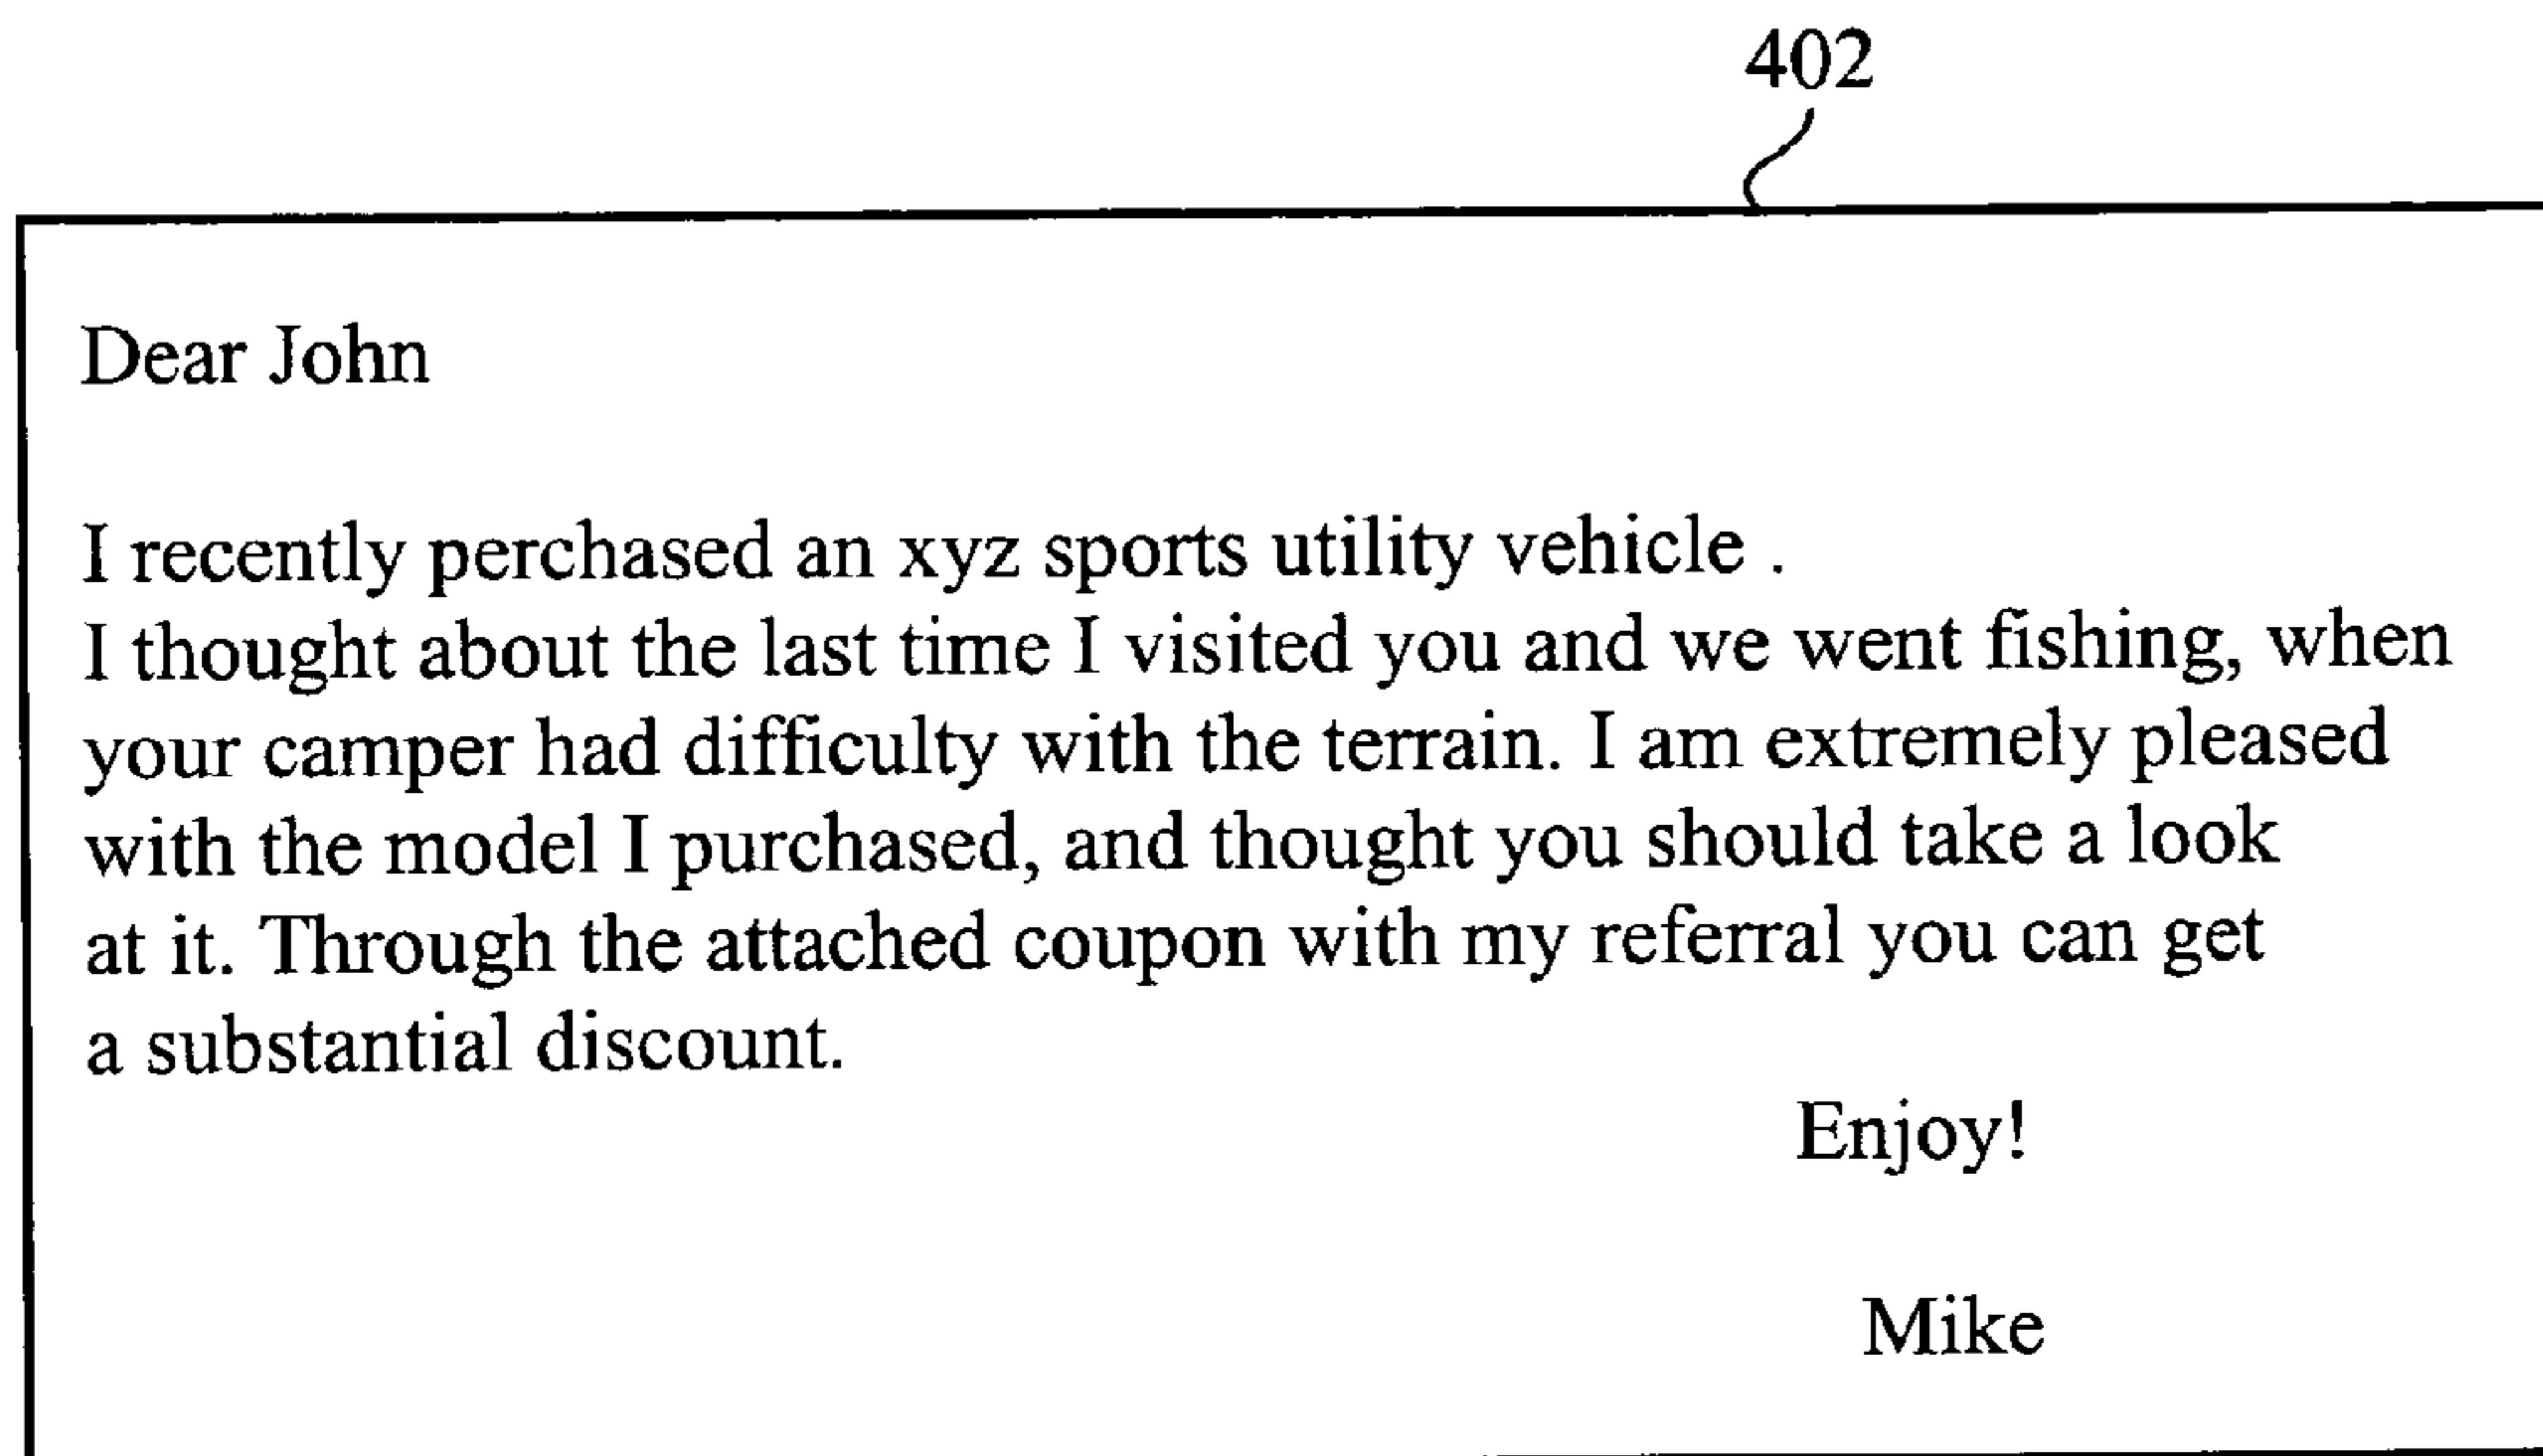 402
Dear John
I recently perchased an xyz sports utility vehicle .
I thought about the last time I visited you and we went fishing, when
your camper had difficulty with the terrain. I am extremely pleased
with the model I purchased, and thought you should take a look
at it. Through the attached coupon with my referral you can get
a substantial discount.
Enjoy!
Mike